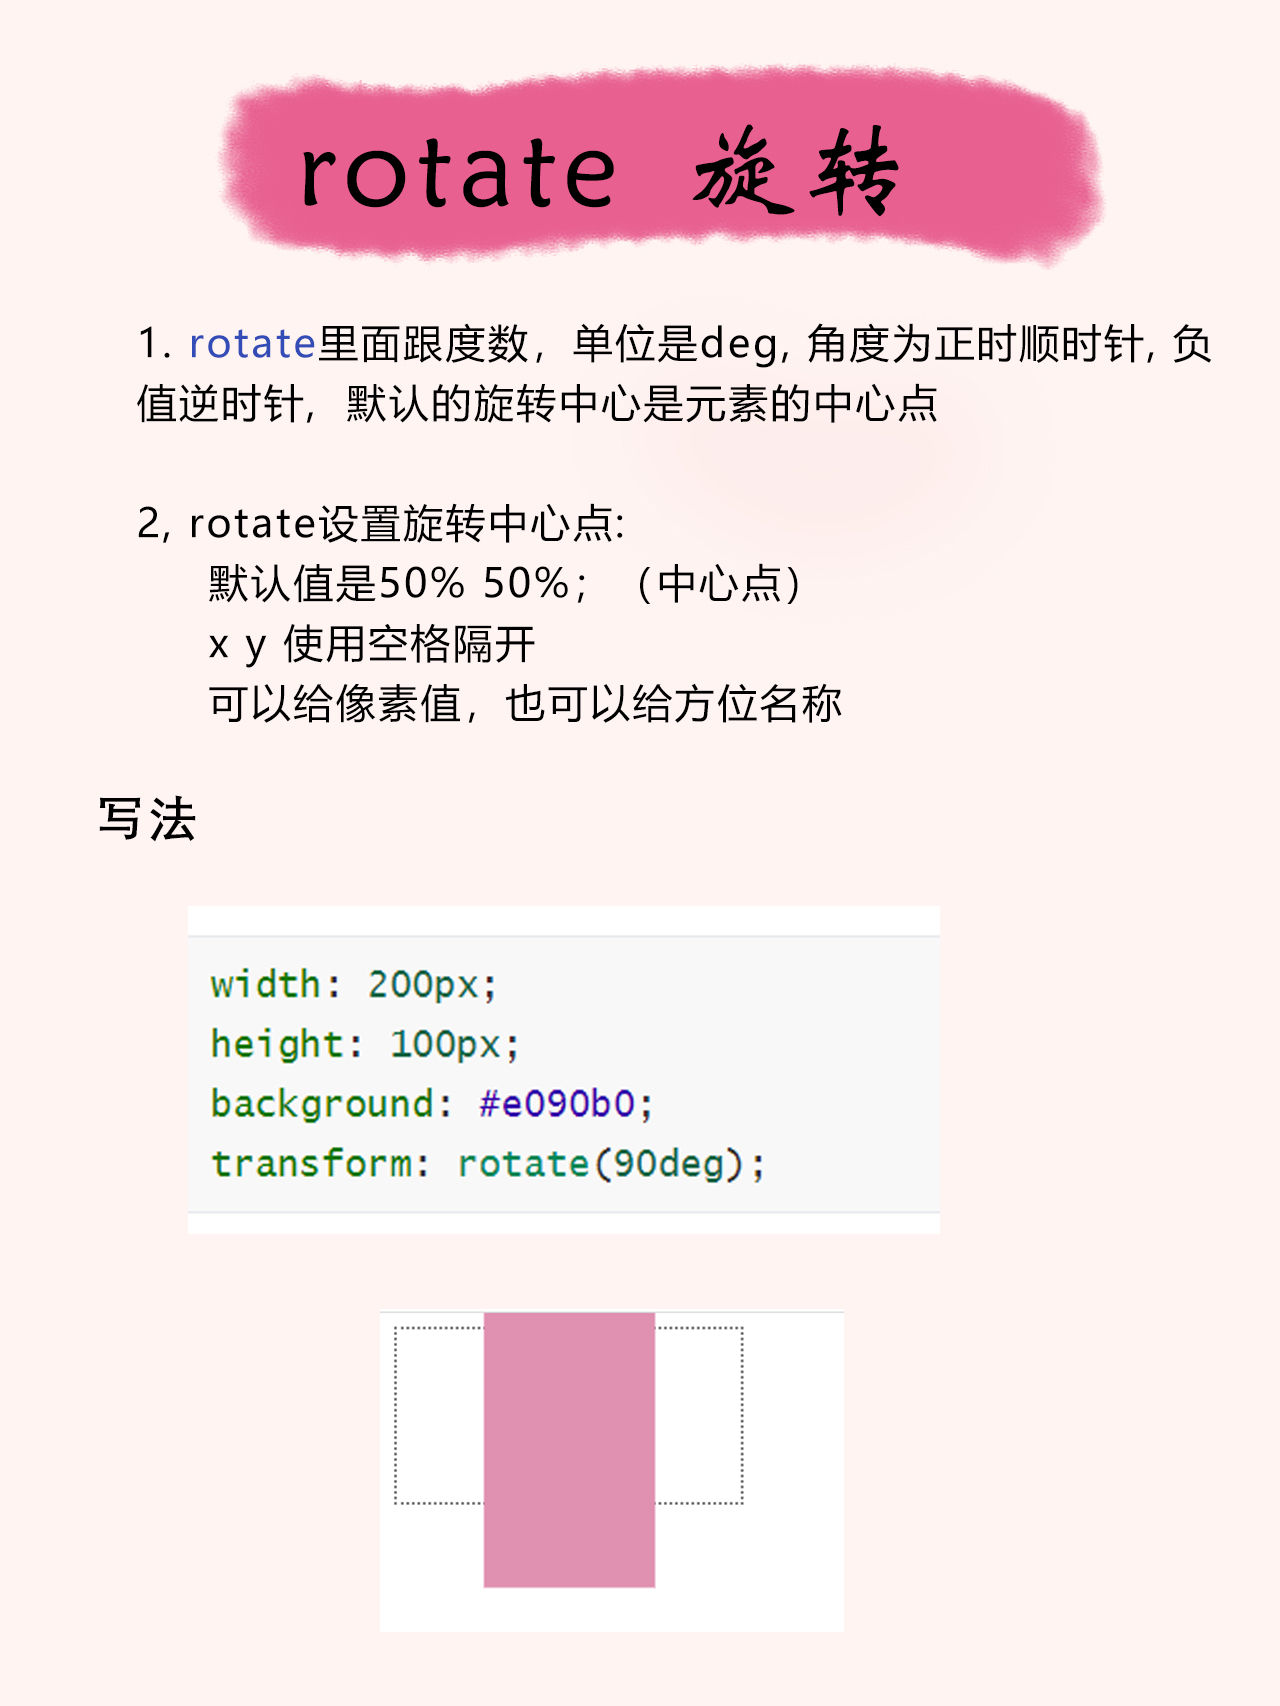 rotate 旋转
1. rotate里面跟度数，单位是deg, 角度为正时顺时针, 负
值逆时针，默认的旋转中心是元素的中心点
2, rotate设置旋转中心点:
默认值是50% 50%；（中心点）
x y 使用空格隔开
可以给像素值，也可以给方位名称
写法
width: 200px;
height: 100px;
background: #e090b0;
transform: rotate(90deg);